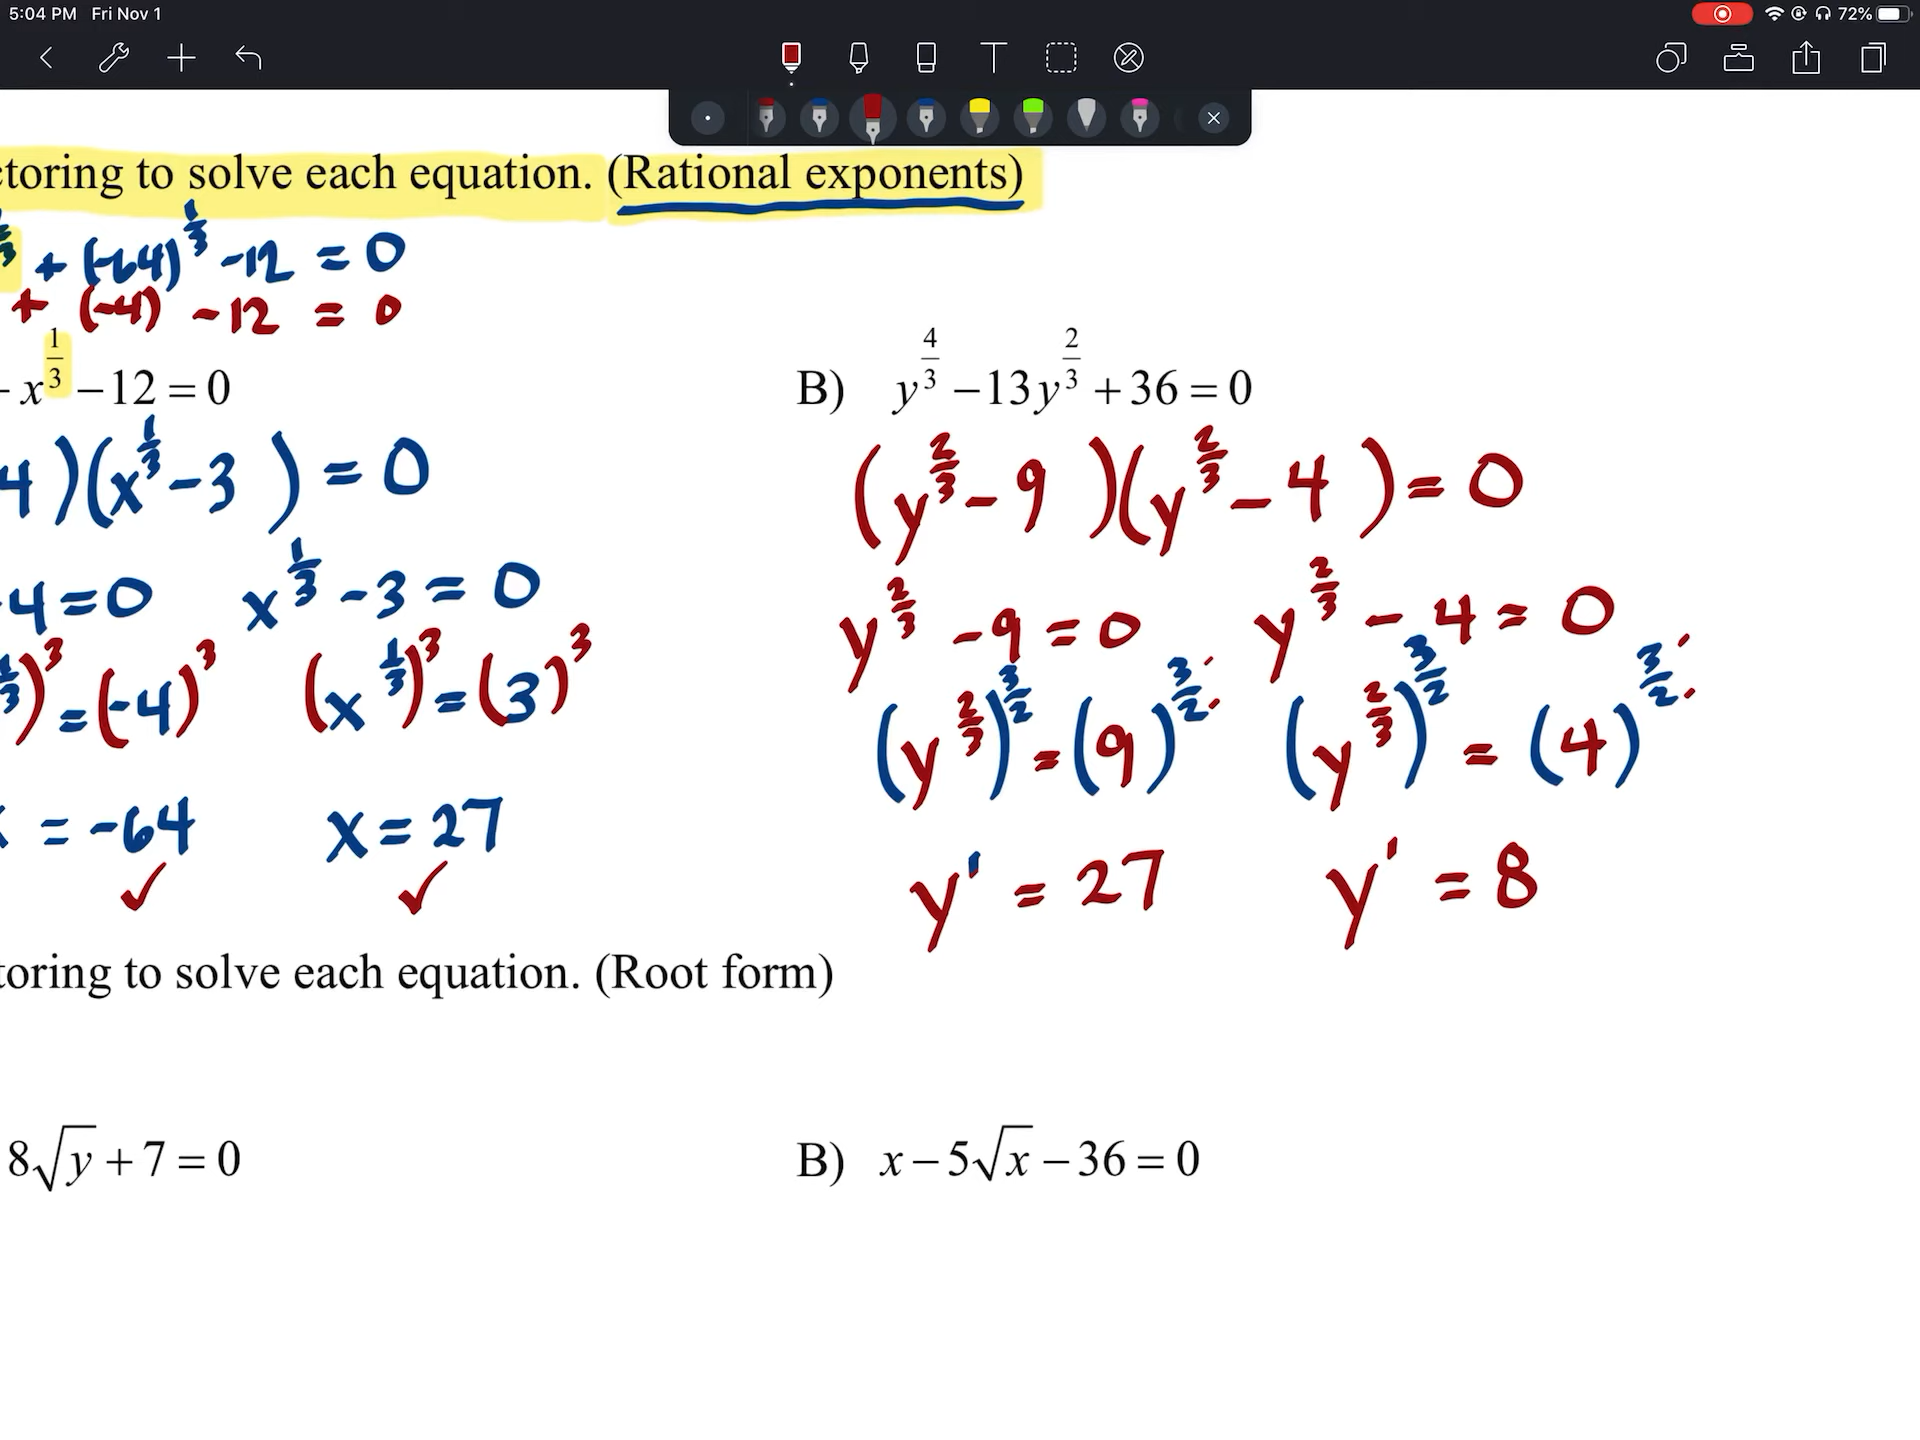 5:04 PM Fri Nov 1
72%
T
ctoring to solve each equation. (Rational exponents)
+ (-64)^{1/3} -12 = 0
+ (-4) -12 = 0
x^{1/3} − 12 = 0
B) y^{4/3} − 13y^{2/3} + 36 = 0
4)(x^{1/3} -3) = 0
(y^{2/3} - 9)(y^{2/3} - 4) = 0
4=0 x^{1/3} -3 = 0
y^{2/3} -9 = 0 y^{2/3} - 4 = 0
)^3 = (-4)^3 (x^{1/3})^3 = (3)^3
(y^{2/3})^{3/2} = (9)^{3/2} (y^{2/3})^{3/2} = (4)^{3/2}
= -64 ✓ x = 27 ✓
y' = 27 y' = 8
toring to solve each equation. (Root form)
8√y + 7 = 0
B) x − 5√x − 36 = 0